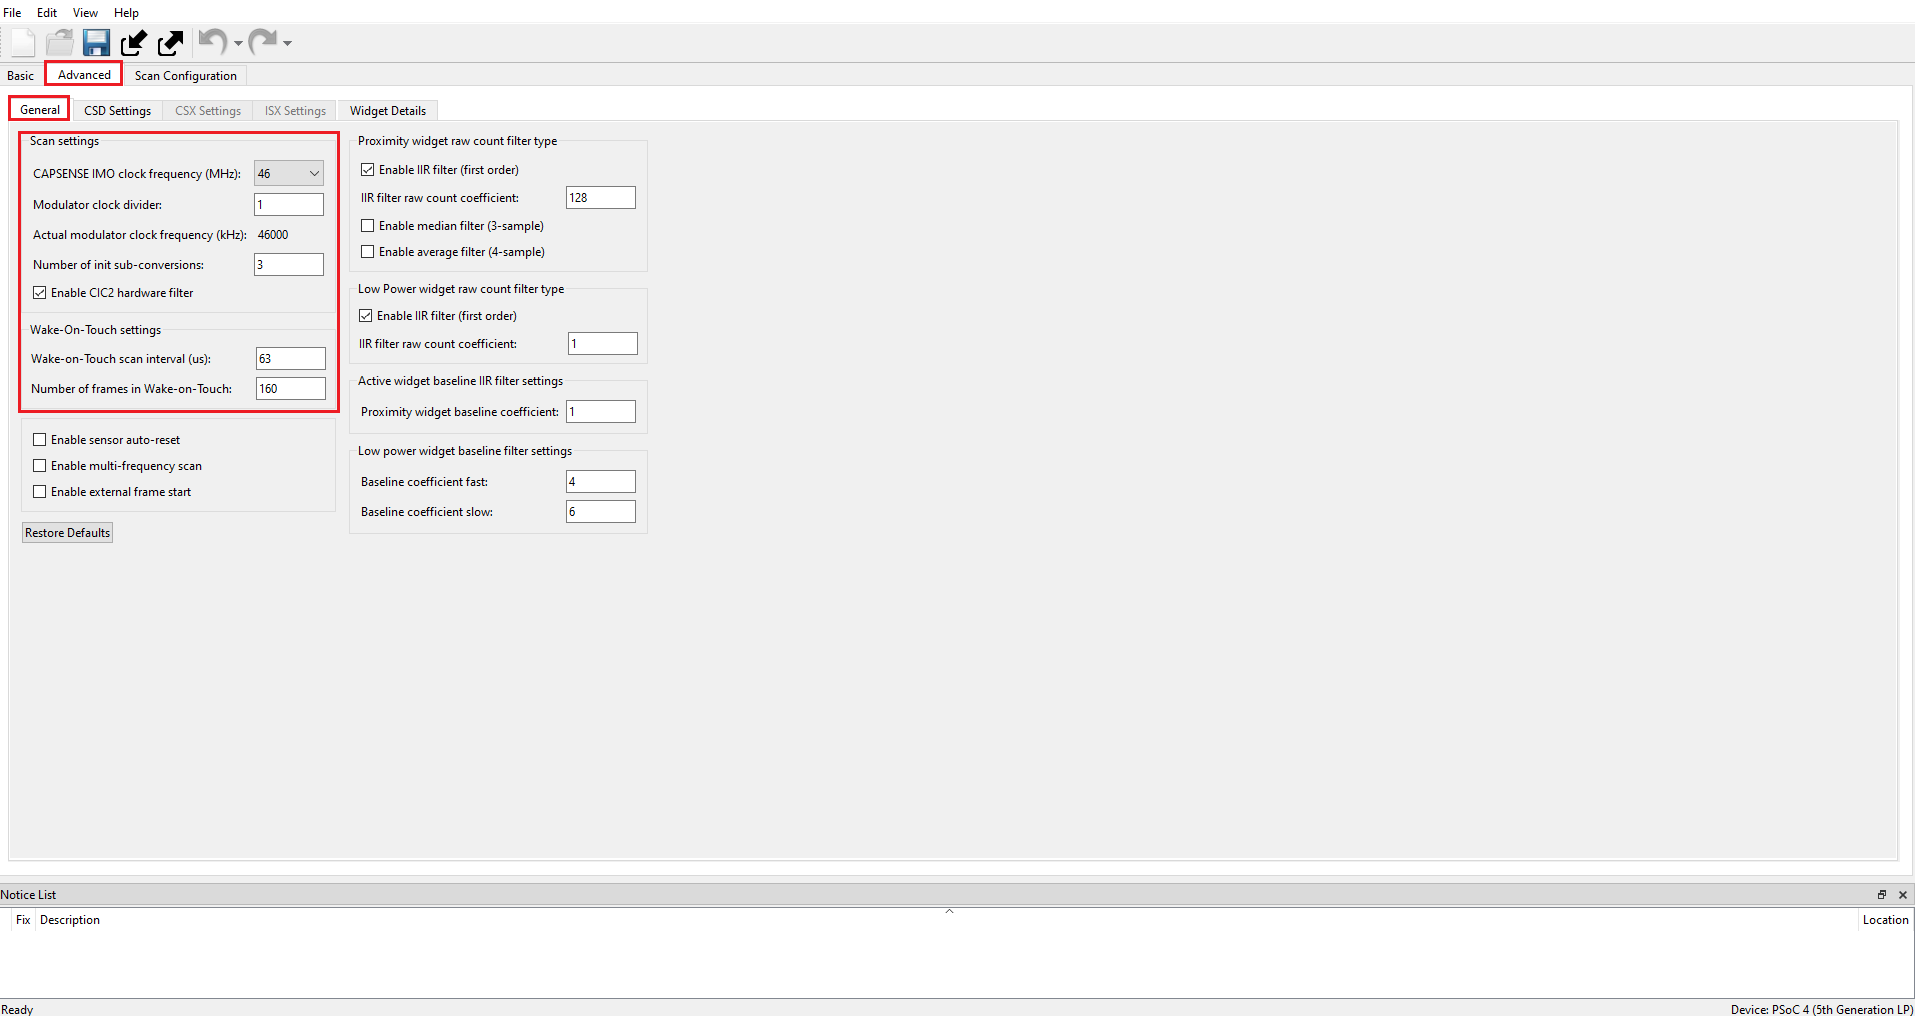 File Edit View Help
Basic Advanced Scan Configuration
General CSD Settings CSX Settings ISX Settings Widget Details
Scan settings
CAPSENSE IMO clock frequency (MHz): 46
Modulator clock divider: 1
Actual modulator clock frequency (kHz): 46000
Number of init sub-conversions: 3
Enable CIC2 hardware filter
Wake-On-Touch settings
Wake-on-Touch scan interval (us): 63
Number of frames in Wake-on-Touch: 160
Enable sensor auto-reset
Enable multi-frequency scan
Enable external frame start
Restore Defaults
Proximity widget raw count filter type
Enable IIR filter (first order)
IIR filter raw count coefficient: 128
Enable median filter (3-sample)
Enable average filter (4-sample)
Low Power widget raw count filter type
Enable IIR filter (first order)
IIR filter raw count coefficient: 1
Active widget baseline IIR filter settings
Proximity widget baseline coefficient: 1
Low power widget baseline filter settings
Baseline coefficient fast: 4
Baseline coefficient slow: 6
Notice List
Fix Description Location
Ready Device: PSoC 4 (5th Generation LP)